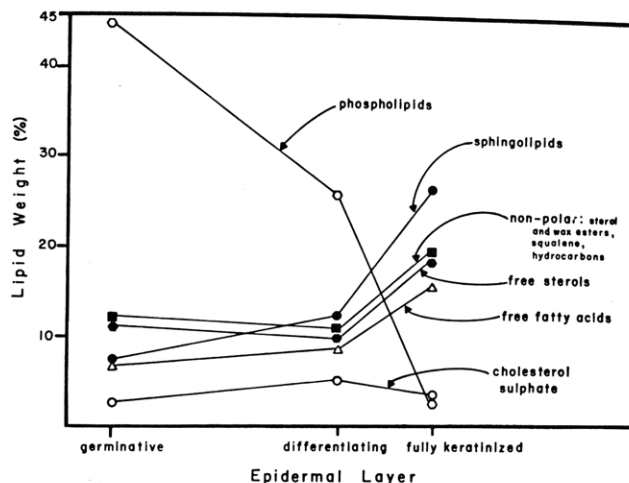 45
40
30
20
10
Lipid Weight (%)
phospholipids
sphingolipids
non-polar: sterol
and wax esters,
squalene,
hydrocarbons
free sterols
free fatty acids
cholesterol
sulphate
germinative
differentiating
fully keratinized
Epidermal Layer